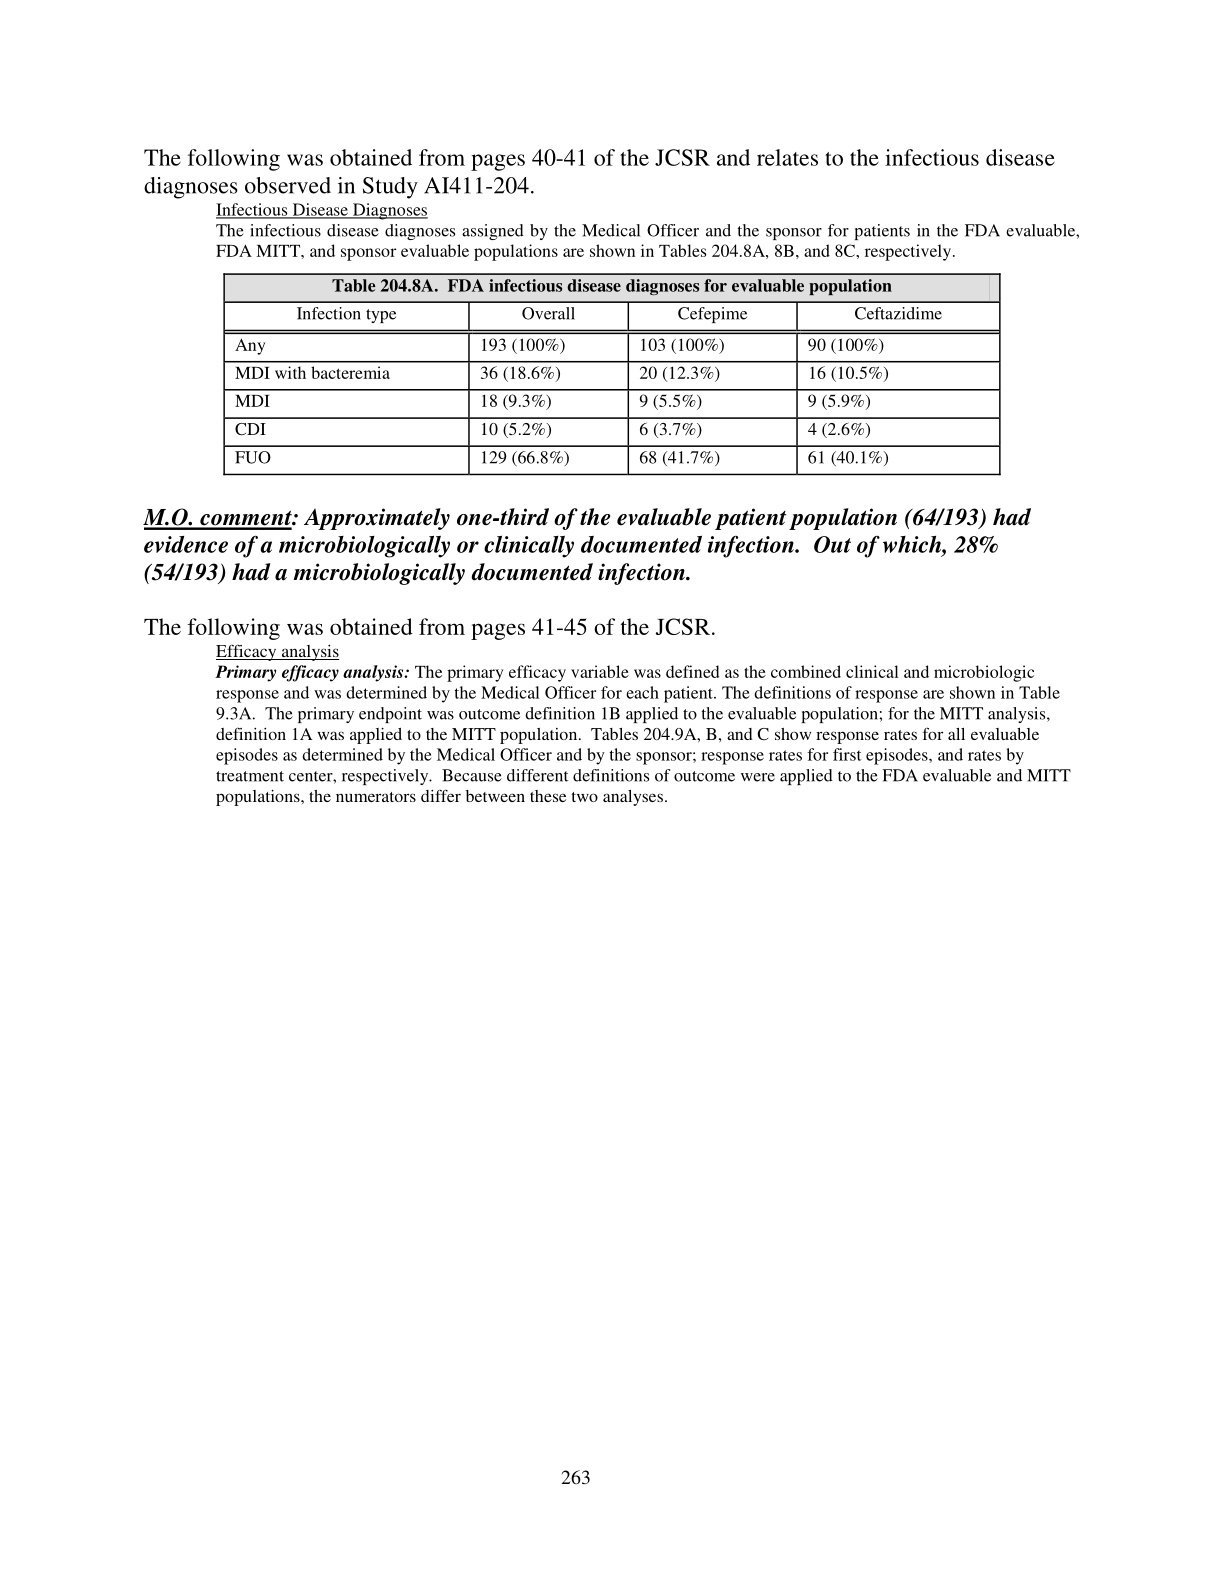 The following was obtained from pages 40-41 of the JCSR and relates to the infectious disease
diagnoses observed in Study AI411-204.
Infectious Disease Diagnoses
The infectious disease diagnoses assigned by the Medical Officer and the sponsor for patients in the FDA evaluable,
FDA MITT, and sponsor evaluable populations are shown in Tables 204.8A, 8B, and 8C, respectively.
Table 204.8A.  FDA infectious disease diagnoses for evaluable population
Infection type Overall Cefepime Ceftazidime
Any 193 (100%) 103 (100%) 90 (100%)
MDI with bacteremia 36 (18.6%) 20 (12.3%) 16 (10.5%)
MDI 18 (9.3%) 9 (5.5%) 9 (5.9%)
CDI 10 (5.2%) 6 (3.7%) 4 (2.6%)
FUO 129 (66.8%) 68 (41.7%) 61 (40.1%)
M.O. comment: Approximately one-third of the evaluable patient population (64/193) had
evidence of a microbiologically or clinically documented infection.  Out of which, 28%
(54/193) had a microbiologically documented infection.
The following was obtained from pages 41-45 of the JCSR.
Efficacy analysis
Primary efficacy analysis: The primary efficacy variable was defined as the combined clinical and microbiologic
response and was determined by the Medical Officer for each patient. The definitions of response are shown in Table
9.3A.  The primary endpoint was outcome definition 1B applied to the evaluable population; for the MITT analysis,
definition 1A was applied to the MITT population.  Tables 204.9A, B, and C show response rates for all evaluable
episodes as determined by the Medical Officer and by the sponsor; response rates for first episodes, and rates by
treatment center, respectively.  Because different definitions of outcome were applied to the FDA evaluable and MITT
populations, the numerators differ between these two analyses.
263